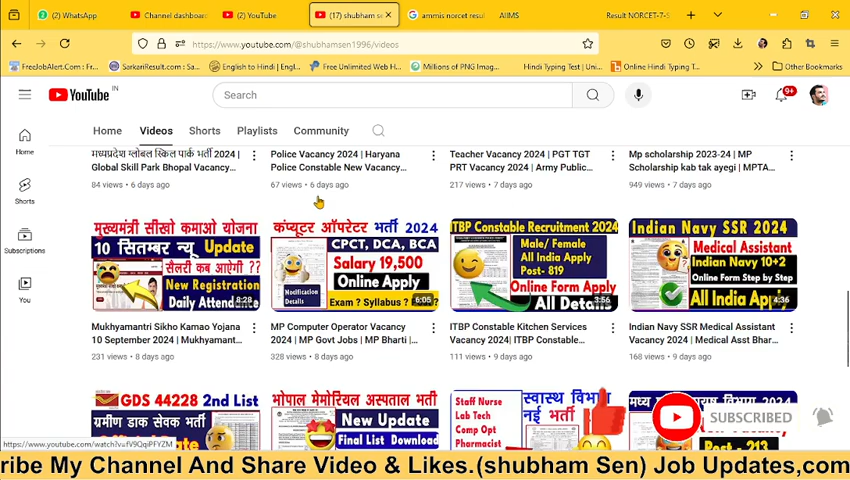 WhatsApp
Channel dashboard
(17) YouTube
(17) shubham se
ammis norcet resul
AIIMS
Result NORCET-7-S
https://www.youtube.com/@shubhamsen1996/videos
FreeJobAlert.Com : Fr...
SarkariResult.com : Sa...
English to Hindi | Engl...
Free Unlimited Web H...
Millions of PNG Imag...
Hindi Typing Test | Uni...
Online Hindi Typing T...
Other Bookmarks
YouTube IN
Search
9+
Home
Videos
Shorts
Playlists
Community
Home
Shorts
Subscriptions
You
मध्यप्रदेश ग्लोबल स्किल पार्क भर्ती 2024 |
Global Skill Park Bhopal Vacancy...
84 views • 6 days ago
Police Vacancy 2024 | Haryana
Police Constable New Vacancy...
67 views • 6 days ago
Teacher Vacancy 2024 | PGT TGT
PRT Vacancy 2024 | Army Public...
217 views • 7 days ago
Mp scholarship 2023-24 | MP
Scholarship kab tak ayegi | MPTA...
949 views • 7 days ago
मुख्यमंत्री सीखो कमाओ योजना
10 सितम्बर न्यू Update
सैलरी कब आएगी ??
New Registration
Daily Attendance
8:28
Mukhyamantri Sikho Kamao Yojana
10 September 2024 | Mukhyamant...
231 views • 8 days ago
कंप्यूटर ऑपरेटर भर्ती 2024
CPCT, DCA, BCA
Salary 19,500
Online Apply
Notification
Details
Exam ? Syllabus ?
6:05
MP Computer Operator Vacancy
2024 | MP Govt Jobs | MP Bharti |...
328 views • 8 days ago
ITBP Constable Recruitment 2024
Male/ Female
All India Apply
Post- 819
Online Form Apply
All Details
3:56
ITBP Constable Kitchen Services
Vacancy 2024| ITBP Constable...
111 views • 9 days ago
Indian Navy SSR 2024
Medical Assistant
Indian Navy 10+2
Online Form Step by Step
All India Apply
4:36
Indian Navy SSR Medical Assistant
Vacancy 2024 | Medical Asst Bhar...
168 views • 9 days ago
GDS 44228 2nd List
ग्रामीण डाक सेवक भर्ती
भोपाल मेमोरियल अस्पताल भर्ती
New Update
Final List Download
Staff Nurse
Lab Tech
Comp Opt
Pharmacist
स्वास्थ्य विभाग
नई भर्ती
Post - 213
SUBSCRIBED
https://www.youtube.com/watch?v=fV9QqiPFYZM
ribe My Channel And Share Video & Likes.(shubham Sen) Job Updates,com